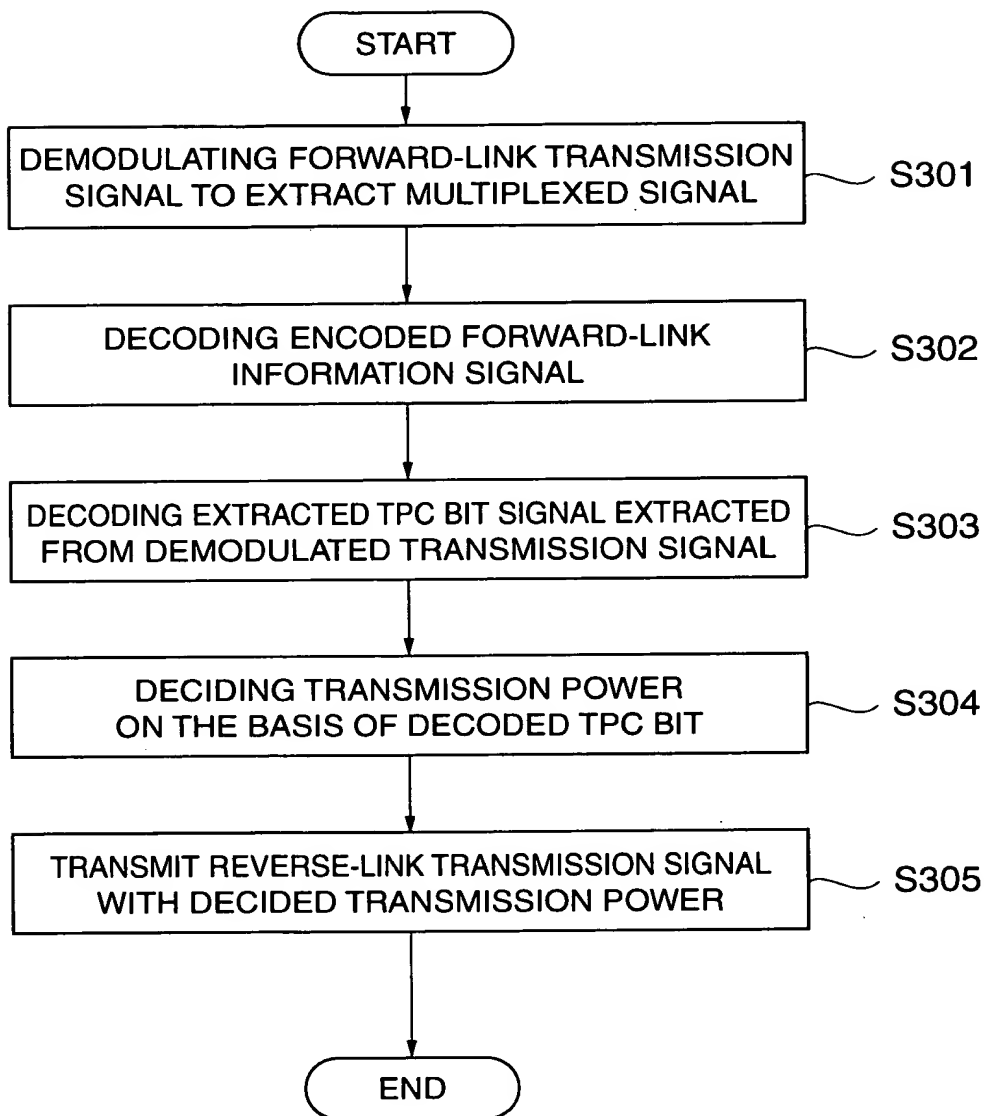 START
DEMODULATING FORWARD-LINK TRANSMISSION
SIGNAL TO EXTRACT MULTIPLEXED SIGNAL
S301
DECODING ENCODED FORWARD-LINK
INFORMATION SIGNAL
S302
DECODING EXTRACTED TPC BIT SIGNAL EXTRACTED
FROM DEMODULATED TRANSMISSION SIGNAL
S303
DECIDING TRANSMISSION POWER
ON THE BASIS OF DECODED TPC BIT
S304
TRANSMIT REVERSE-LINK TRANSMISSION SIGNAL
WITH DECIDED TRANSMISSION POWER
S305
END